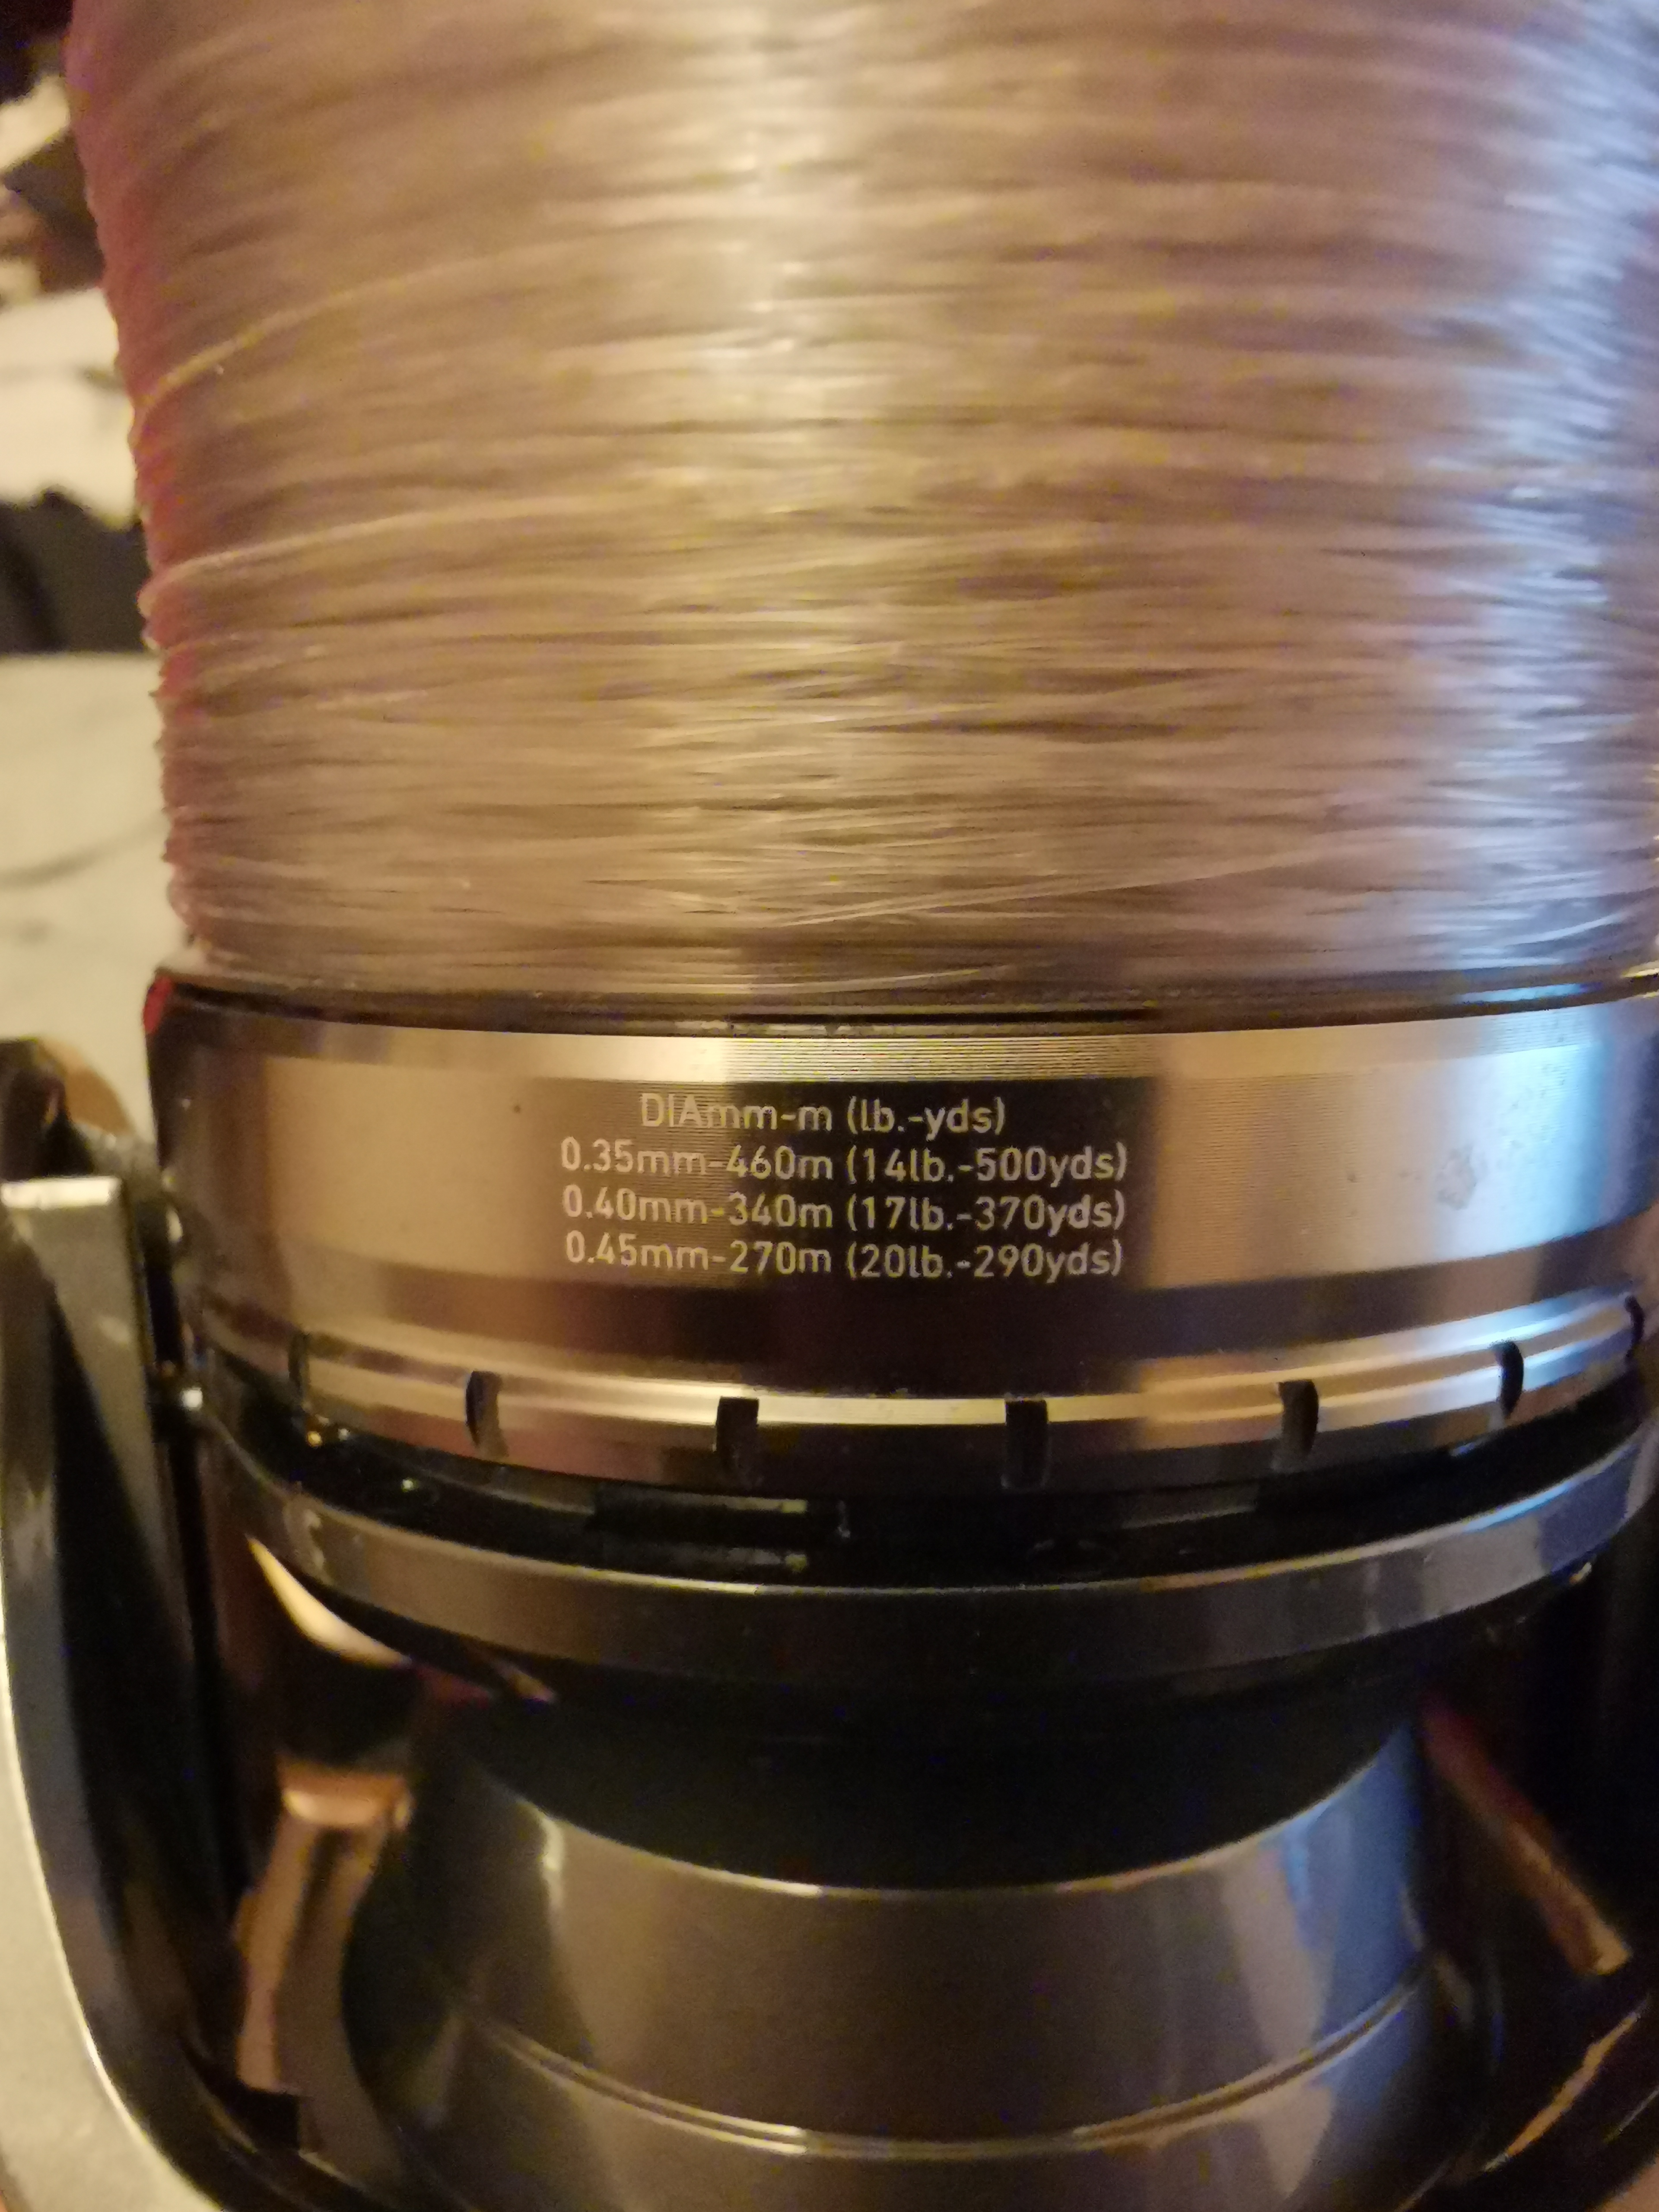 DIAmm-m (lb.-yds)
0.35mm-460m (14lb.-500yds)
0.40mm-340m (17lb.-370yds)
0.45mm-270m (20lb.-290yds)